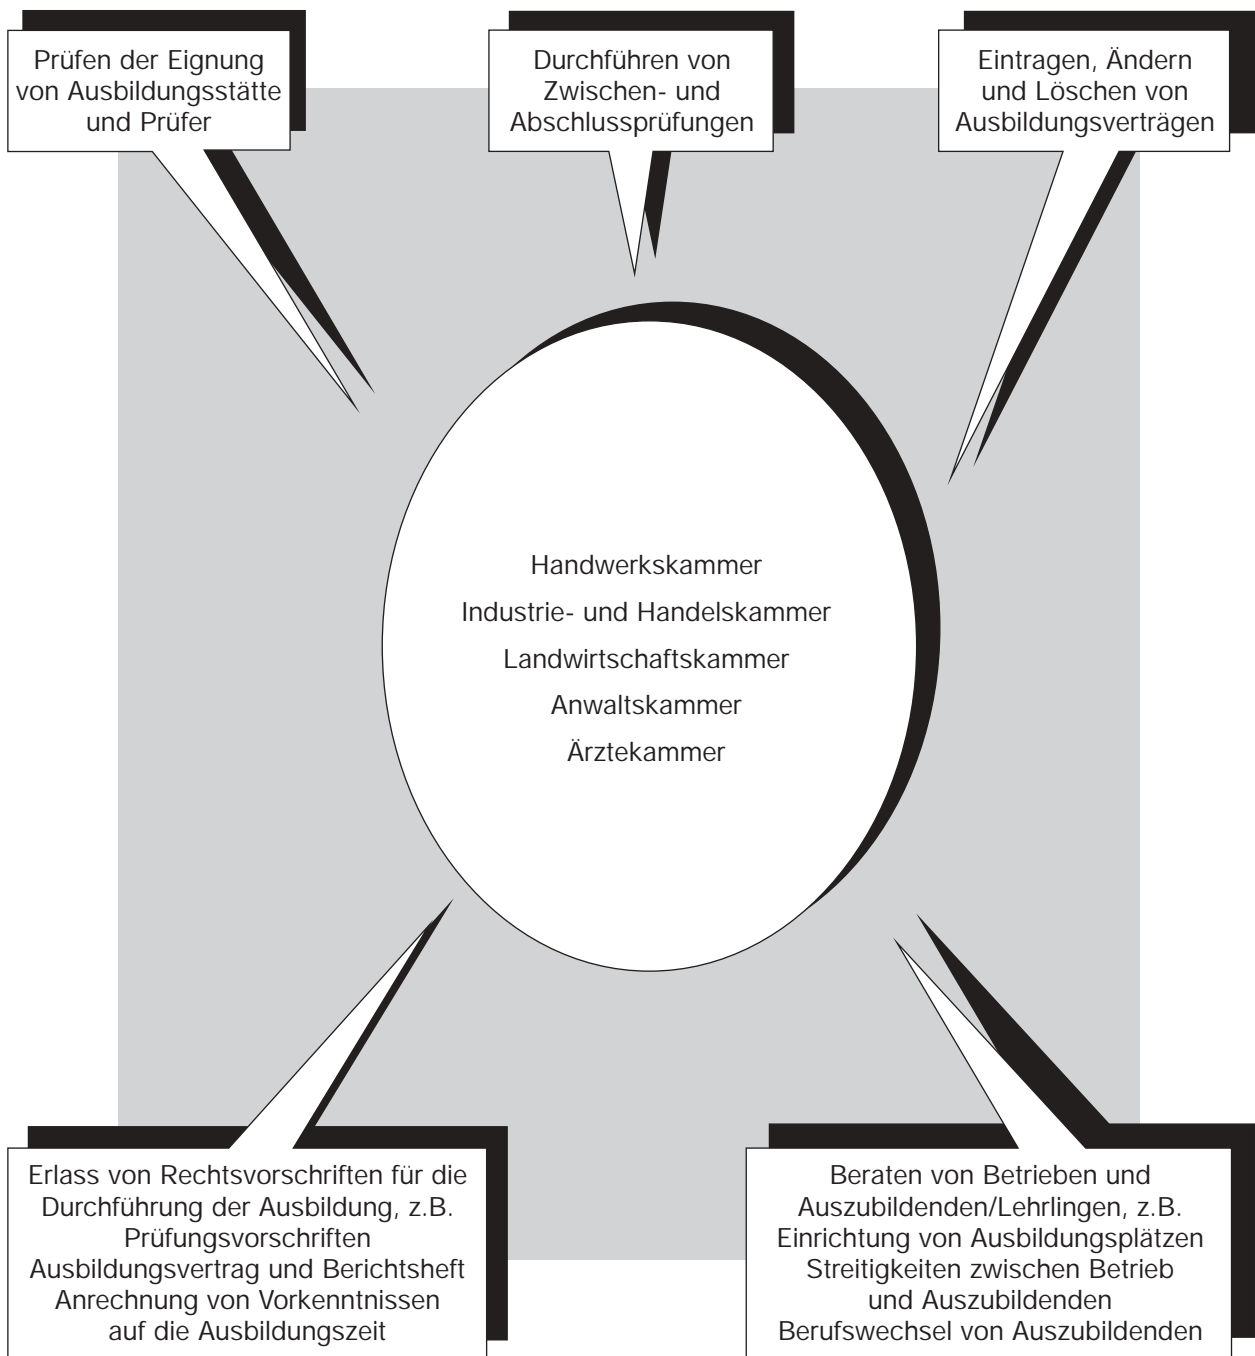 Prüfen der Eignung
von Ausbildungsstätte
und Prüfer
Durchführen von
Zwischen- und
Abschlussprüfungen
Eintragen, Ändern
und Löschen von
Ausbildungsverträgen
Handwerkskammer
Industrie- und Handelskammer
Landwirtschaftskammer
Anwaltskammer
Ärztekammer
Erlass von Rechtsvorschriften für die
Durchführung der Ausbildung, z.B.
Prüfungsvorschriften
Ausbildungsvertrag und Berichtsheft
Anrechnung von Vorkenntnissen
auf die Ausbildungszeit
Beraten von Betrieben und
Auszubildenden/Lehrlingen, z.B.
Einrichtung von Ausbildungsplätzen
Streitigkeiten zwischen Betrieb
und Auszubildenden
Berufswechsel von Auszubildenden